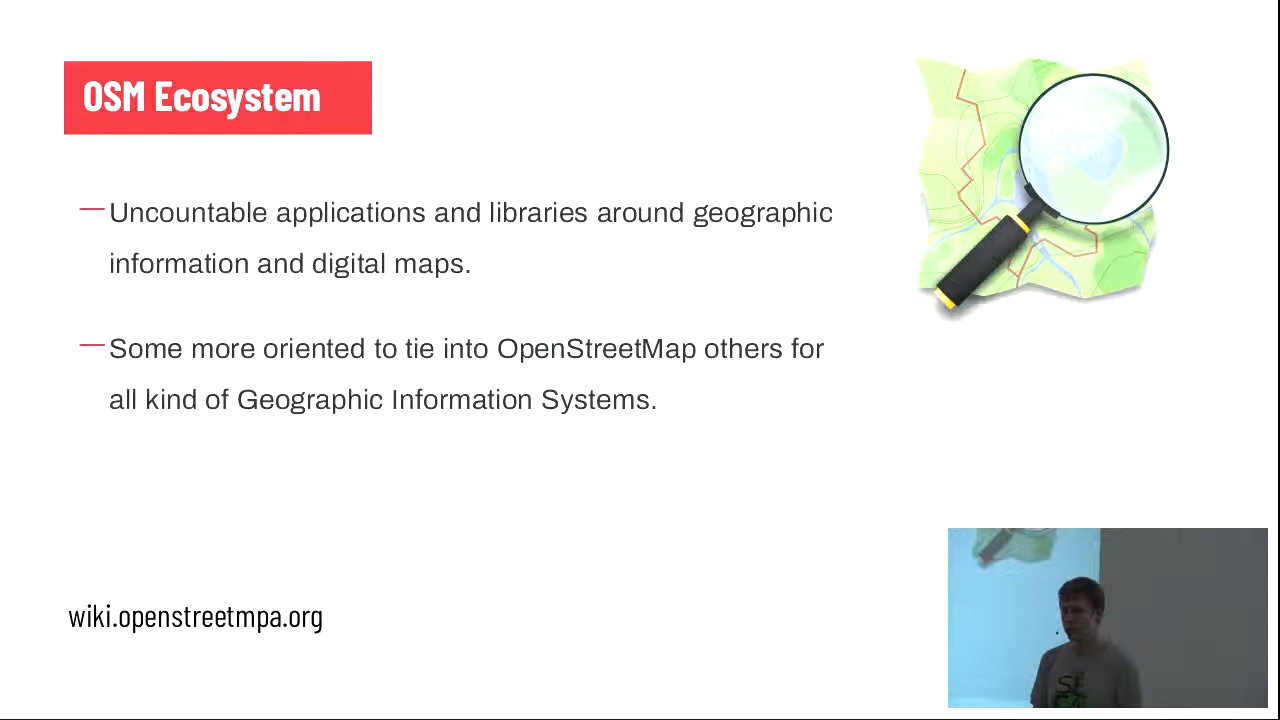 OSM Ecosystem
Uncountable applications and libraries around geographic
information and digital maps.
Some more oriented to tie into OpenStreetMap others for
all kind of Geographic Information Systems.
wiki.openstreetmpa.org